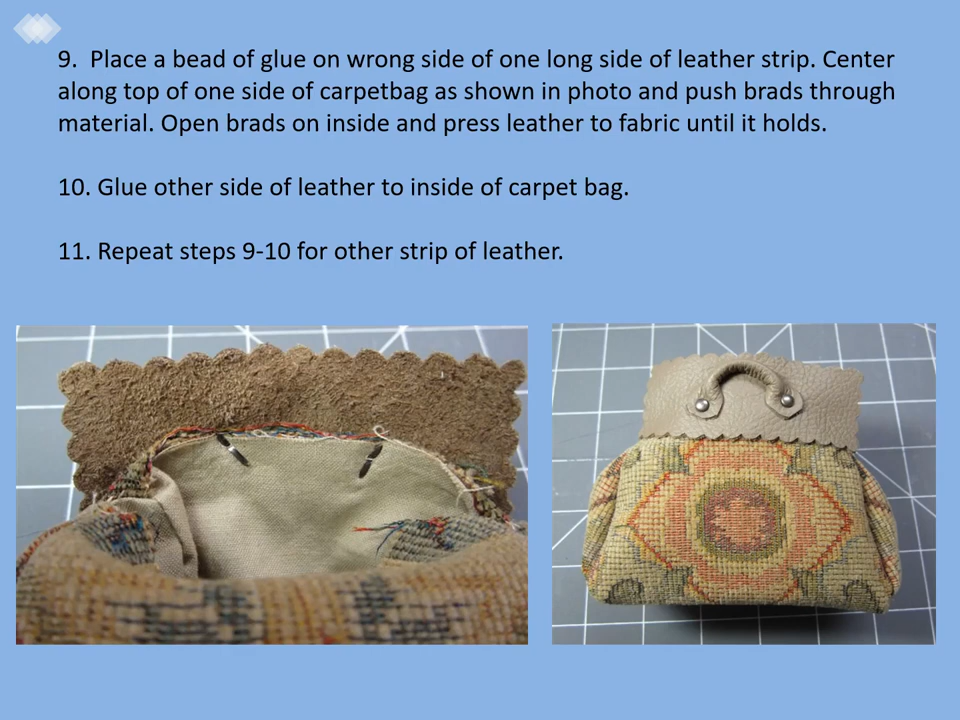 9.  Place a bead of glue on wrong side of one long side of leather strip. Center
along top of one side of carpetbag as shown in photo and push brads through
material. Open brads on inside and press leather to fabric until it holds.
10. Glue other side of leather to inside of carpet bag.
11. Repeat steps 9-10 for other strip of leather.